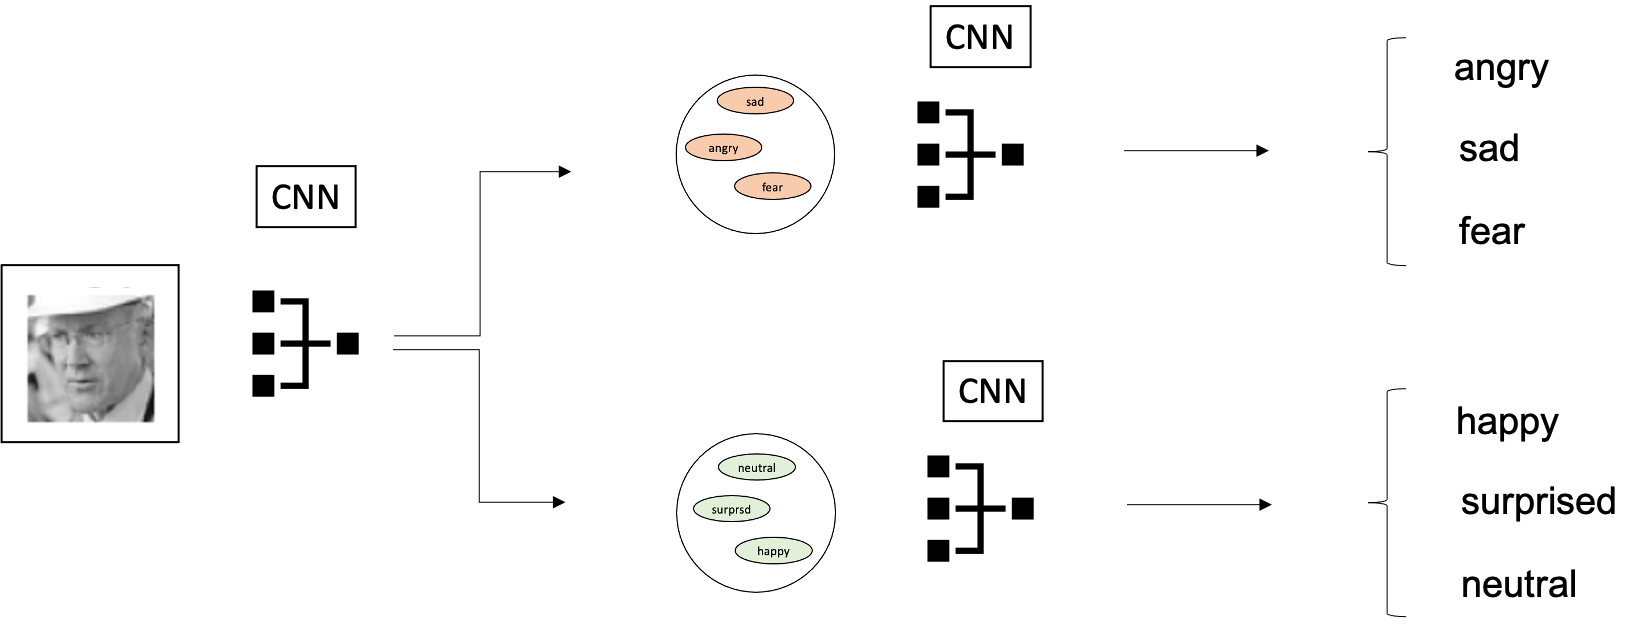 CNN
CNN
sad
angry
fear
angry
sad
fear
CNN
neutral
surprsd
happy
happy
surprised
neutral